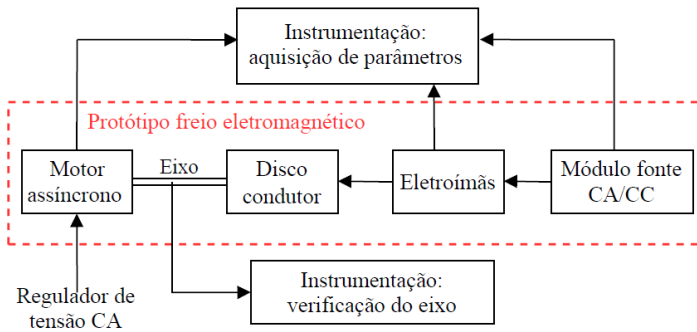 Instrumentação:
aquisição de parâmetros
Protótipo freio eletromagnético
Motor
assíncrono
Eixo
Disco
condutor
Eletroímãs
Módulo fonte
CA/CC
Regulador de
tensão CA
Instrumentação:
verificação do eixo